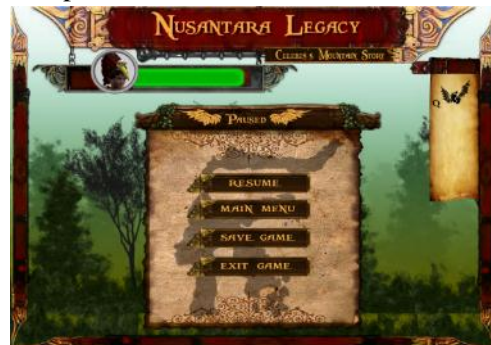 NUSANTARA LEGACY
CELEBES & MOUNTAIN STORY
Q
PAUSED
RESUME
MAIN MENU
SAVE GAME
EXIT GAME